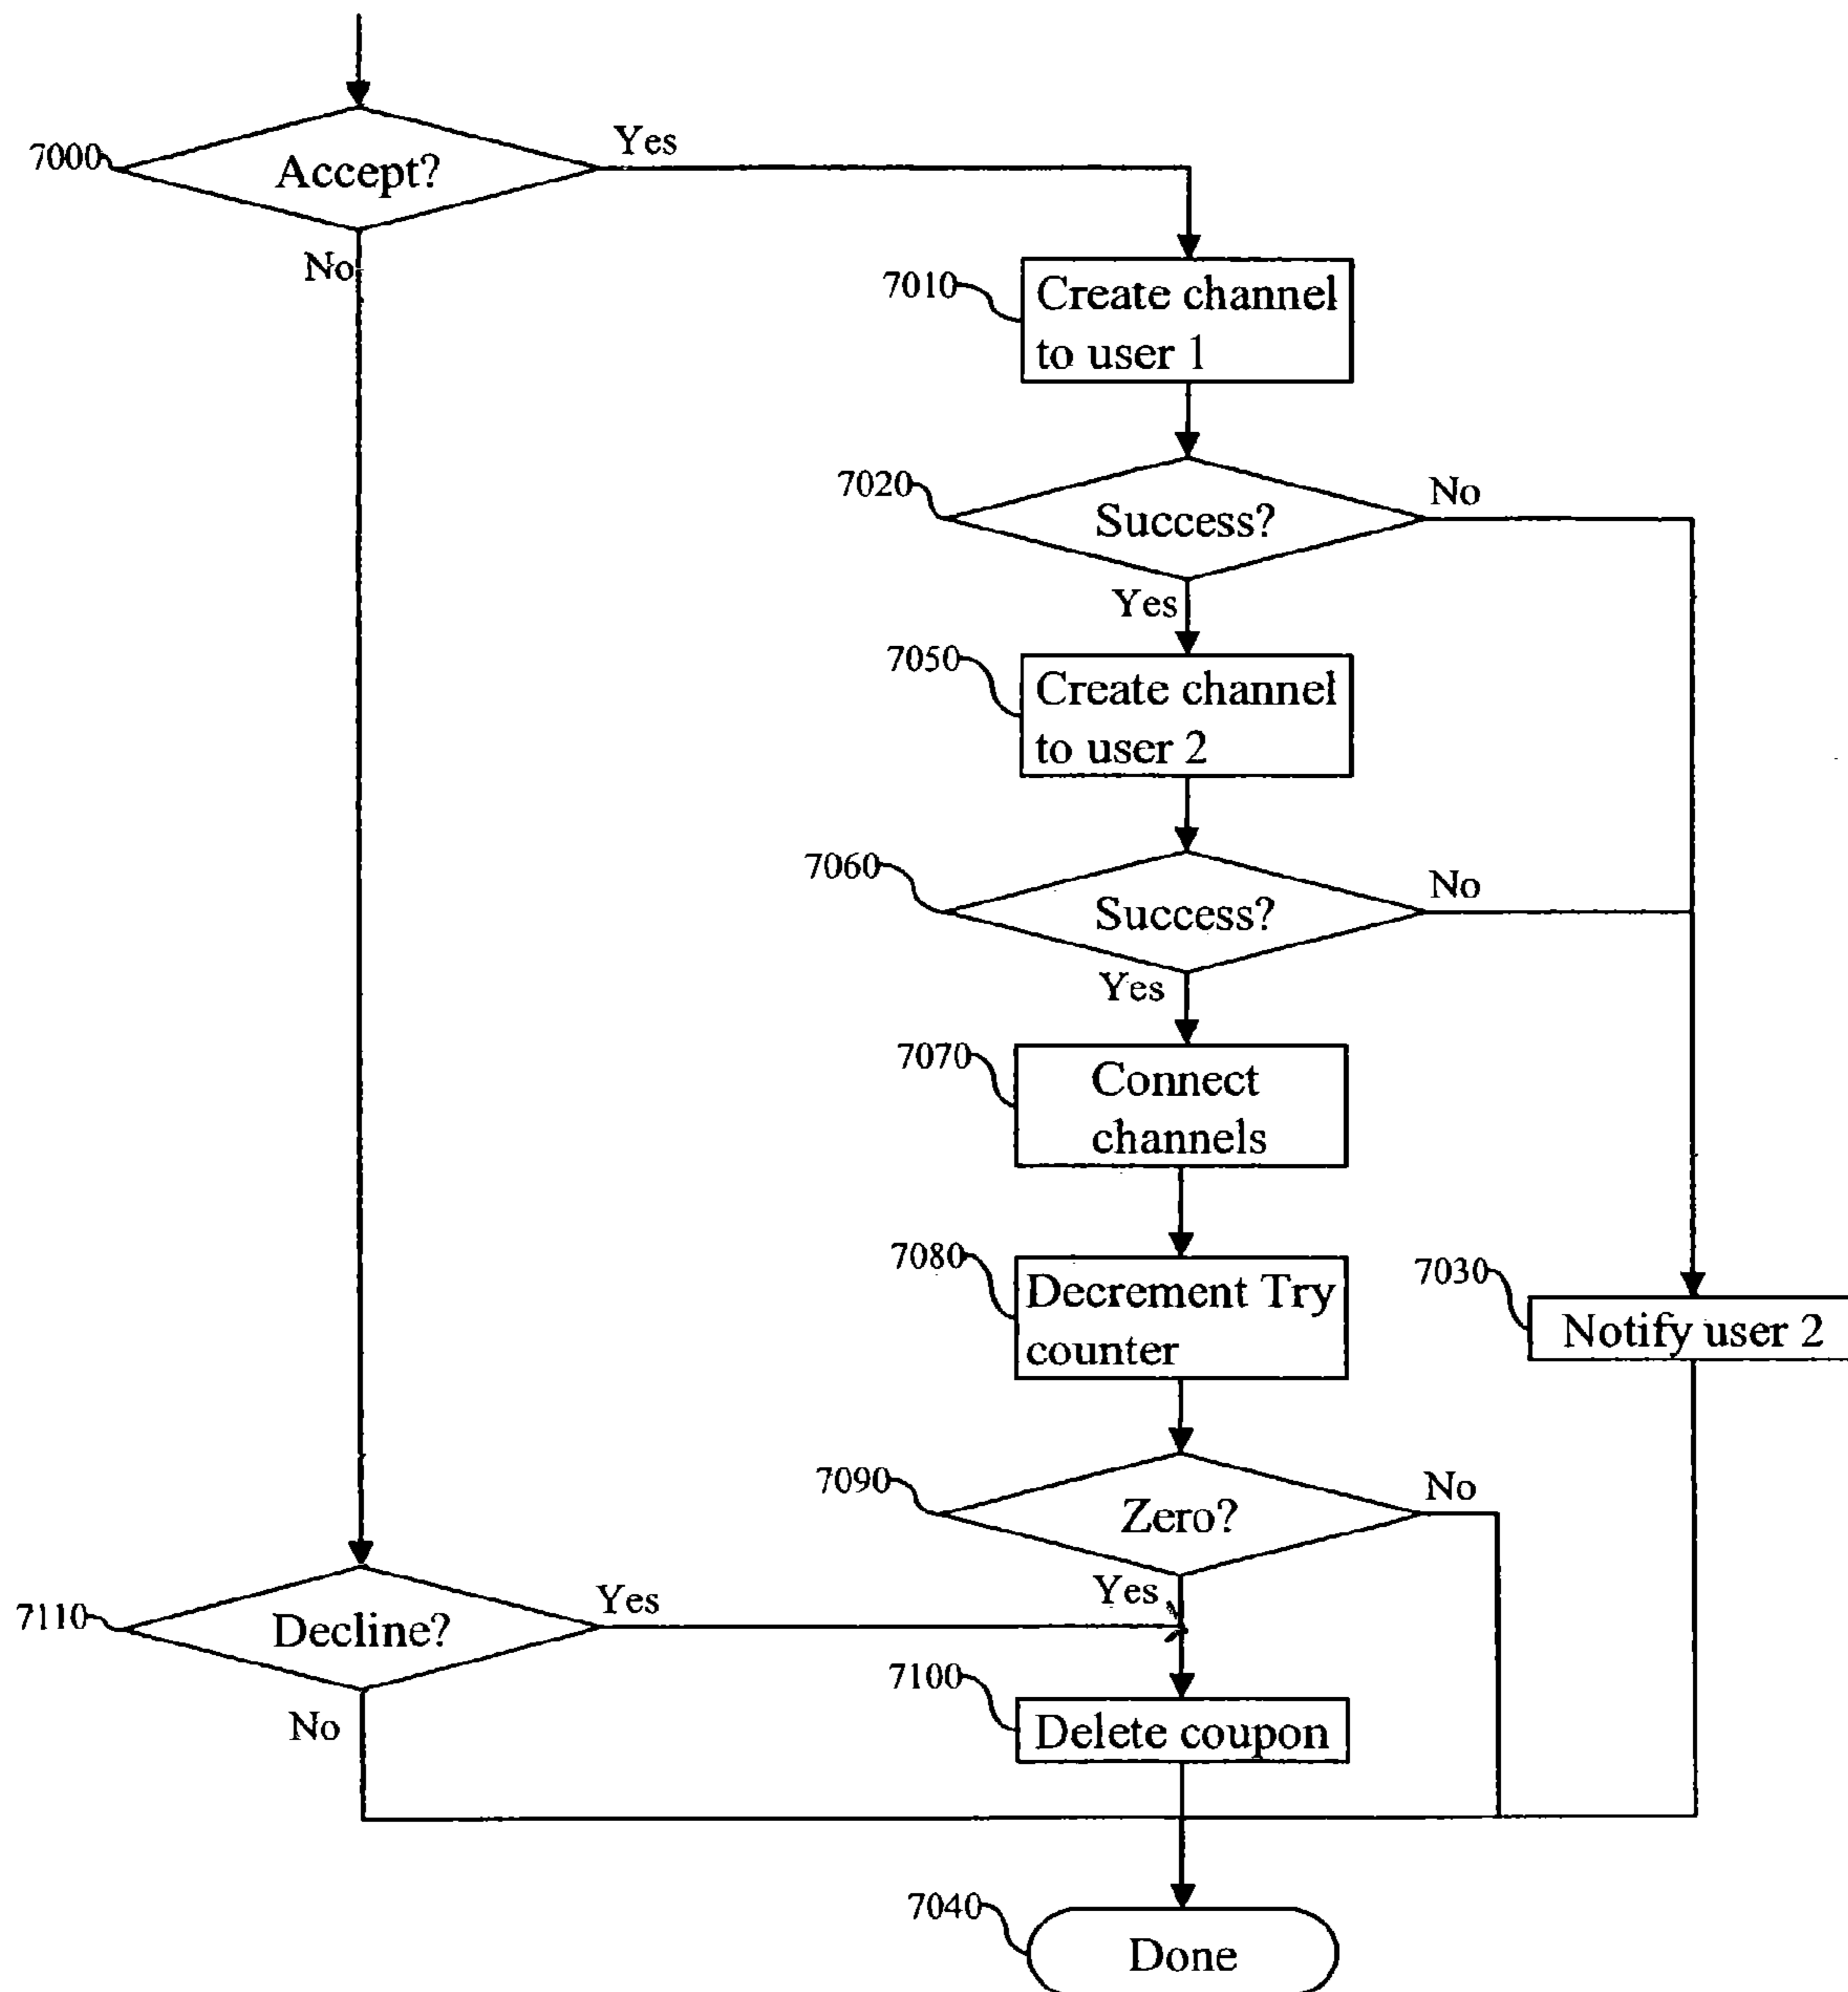 Yes
7000
Accept?
No
7010
Create channel
to user 1
7020
No
Success?
Yes
7050
Create channel
to user 2
7060
No
Success?
Yes
7070
Connect
channels
7080
Decrement Try
counter
7030
Notify user 2
7090
No
Zero?
Yes
7110
Yes
Decline?
No
7100
Delete coupon
7040
Done